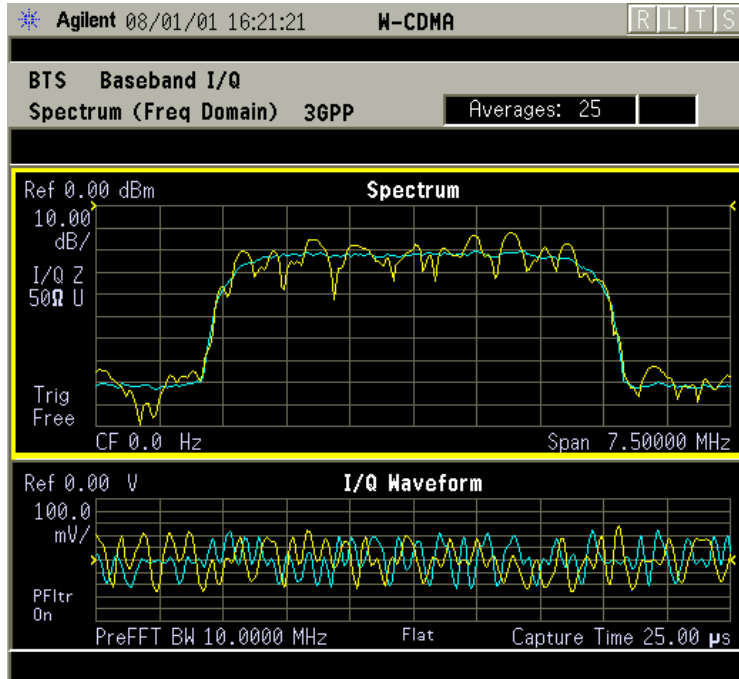 Agilent 08/01/01 16:21:21 W-CDMA R L T S
BTS Baseband I/Q
Spectrum (Freq Domain) 3GPP Averages: 25
Ref 0.00 dBm Spectrum
10.00
dB/
I/Q Z
50Ω U
Trig
Free
CF 0.0 Hz Span 7.50000 MHz
Ref 0.00 V I/Q Waveform
100.0
mV/
PFltr
On
PreFFT BW 10.0000 MHz Flat Capture Time 25.00 µs